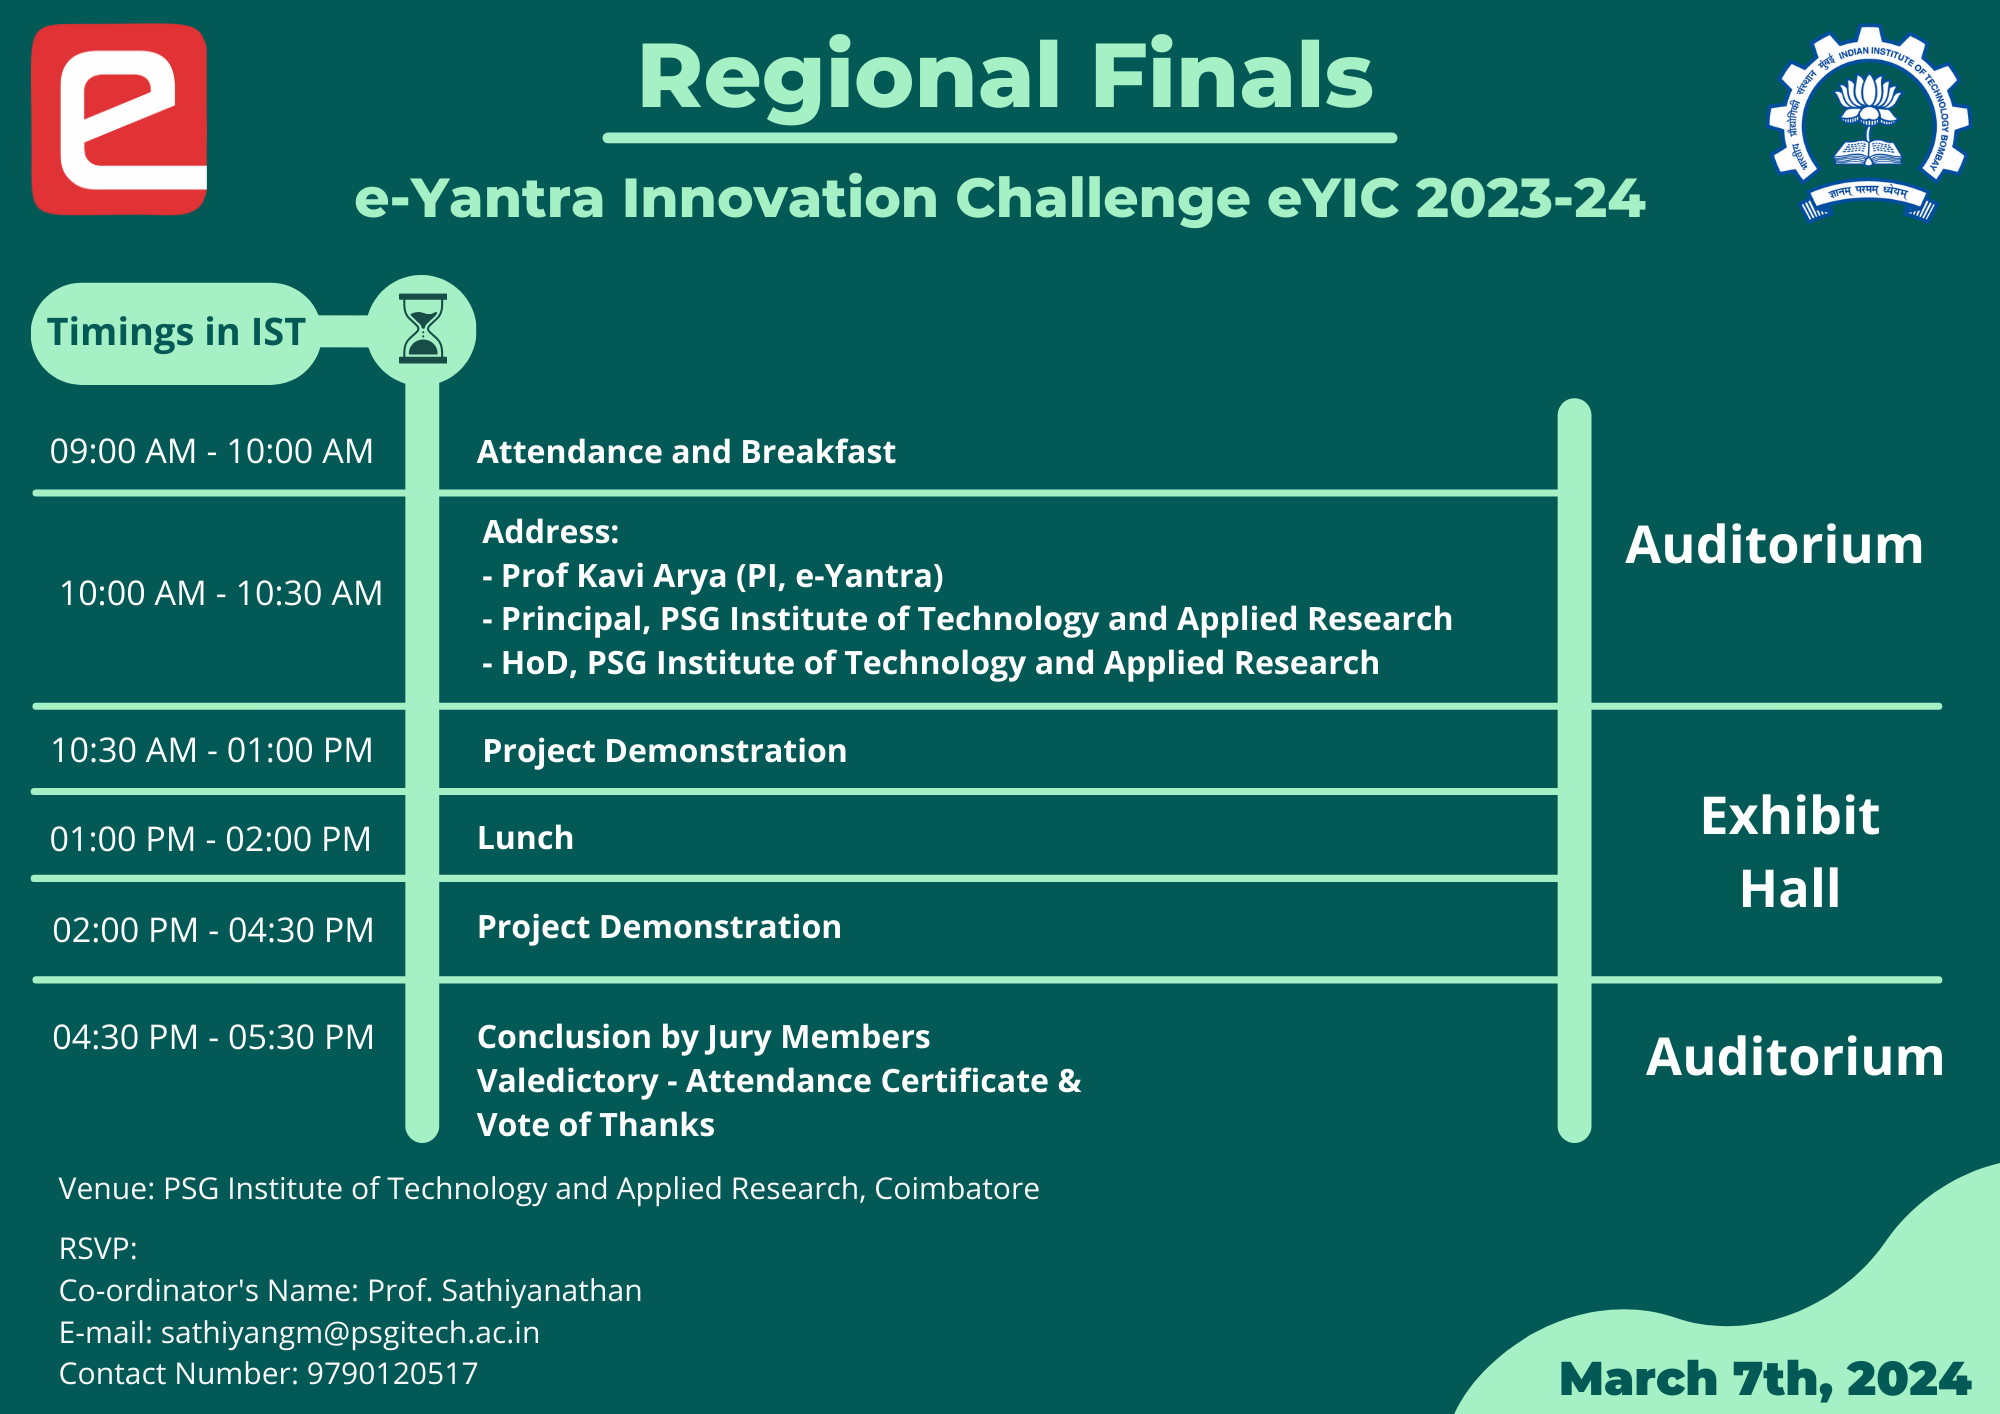 Regional Finals
e-Yantra Innovation Challenge eYIC 2023-24
भारतीय प्रौद्योगिकी संस्थान मुंबई INDIAN INSTITUTE OF TECHNOLOGY BOMBAY
ज्ञानम् परमम् ध्येयम्
Timings in IST
09:00 AM - 10:00 AM
Attendance and Breakfast
10:00 AM - 10:30 AM
Address:
- Prof Kavi Arya (PI, e-Yantra)
- Principal, PSG Institute of Technology and Applied Research
- HoD, PSG Institute of Technology and Applied Research
Auditorium
10:30 AM - 01:00 PM
Project Demonstration
01:00 PM - 02:00 PM
Lunch
02:00 PM - 04:30 PM
Project Demonstration
Exhibit
Hall
04:30 PM - 05:30 PM
Conclusion by Jury Members
Valedictory - Attendance Certificate &
Vote of Thanks
Auditorium
Venue: PSG Institute of Technology and Applied Research, Coimbatore
RSVP:
Co-ordinator's Name: Prof. Sathiyanathan
E-mail: sathiyangm@psgitech.ac.in
Contact Number: 9790120517
March 7th, 2024